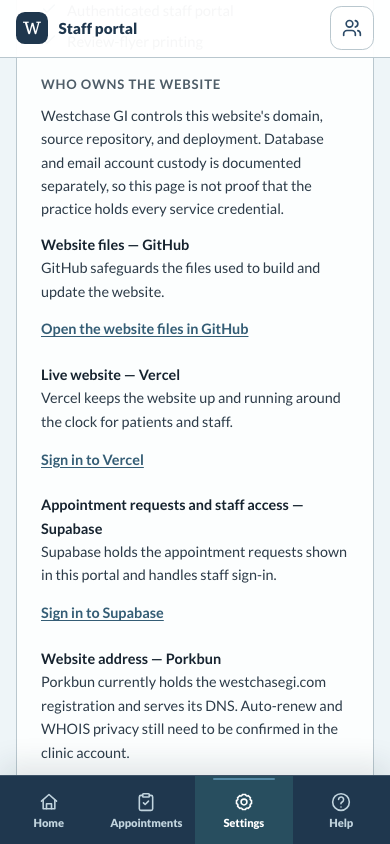 Authenticated staff portal
W Staff portal
Review flyer printing
WHO OWNS THE WEBSITE
Westchase GI controls this website's domain,
source repository, and deployment. Database
and email account custody is documented
separately, so this page is not proof that the
practice holds every service credential.
Website files — GitHub
GitHub safeguards the files used to build and
update the website.
Open the website files in GitHub
Live website — Vercel
Vercel keeps the website up and running around
the clock for patients and staff.
Sign in to Vercel
Appointment requests and staff access —
Supabase
Supabase holds the appointment requests shown
in this portal and handles staff sign-in.
Sign in to Supabase
Website address — Porkbun
Porkbun currently holds the westchasegi.com
registration and serves its DNS. Auto-renew and
WHOIS privacy still need to be confirmed in the
clinic account.
Home Appointments Settings Help